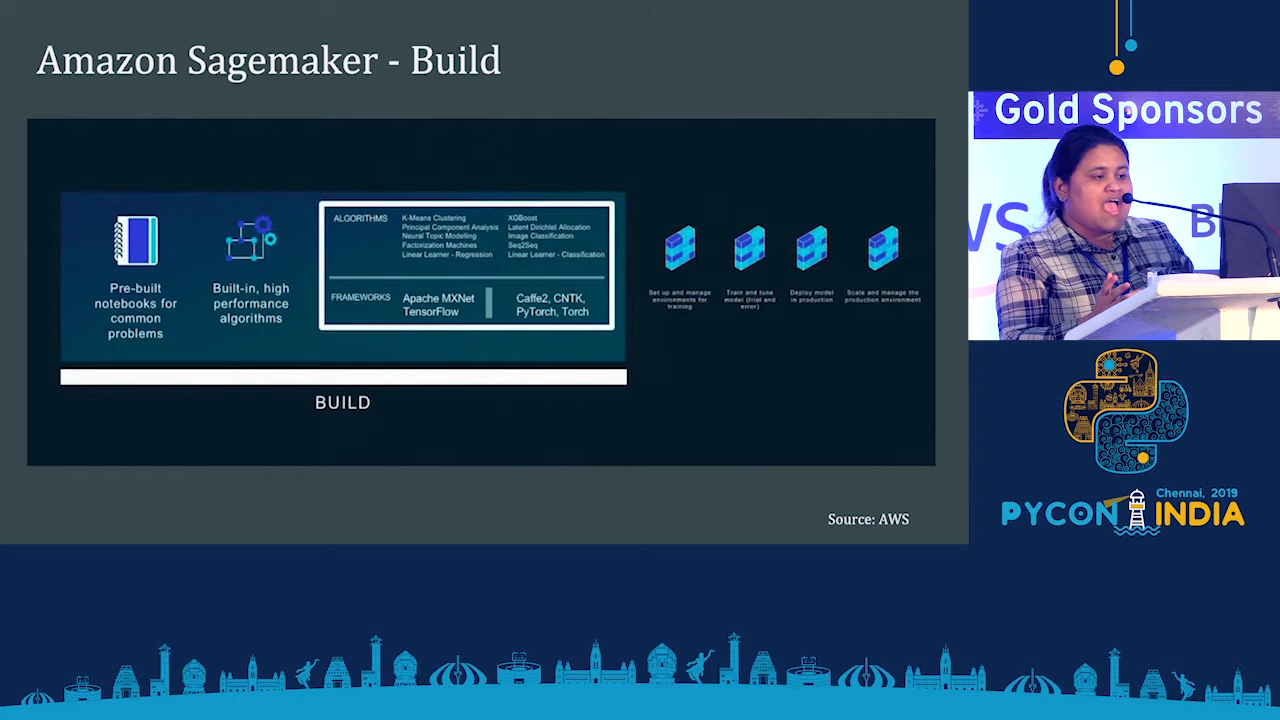 Amazon Sagemaker - Build
Pre-built
notebooks for
common
problems
Built-in, high
performance
algorithms
ALGORITHMS
K-Means Clustering
Principal Component Analysis
Neural Topic Modelling
Factorization Machines
Linear Learner - Regression
XGBoost
Latent Dirichlet Allocation
Image Classification
Seq2Seq
Linear Learner - Classification
FRAMEWORKS
Apache MXNet
TensorFlow
Caffe2, CNTK,
PyTorch, Torch
BUILD
Set up and manage
environments for
training
Train and tune
model (trial and
error)
Deploy model
in production
Scale and manage the
production environment
Source: AWS
Gold Sponsors
WS
B
Chennai, 2019
PYCON INDIA